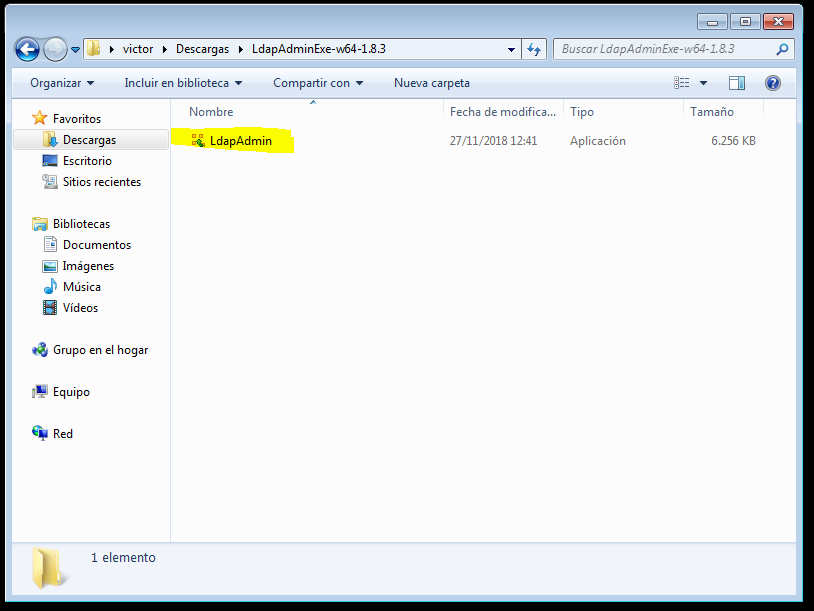 victor Descargas LdapAdminExe-w64-1.8.3 Buscar LdapAdminExe-w64-1.8.3
Organizar Incluir en biblioteca Compartir con Nueva carpeta
Nombre Fecha de modifica... Tipo Tamaño
LdapAdmin 27/11/2018 12:41 Aplicación 6.256 KB
Favoritos
Descargas
Escritorio
Sitios recientes
Bibliotecas
Documentos
Imágenes
Música
Vídeos
Grupo en el hogar
Equipo
Red
1 elemento